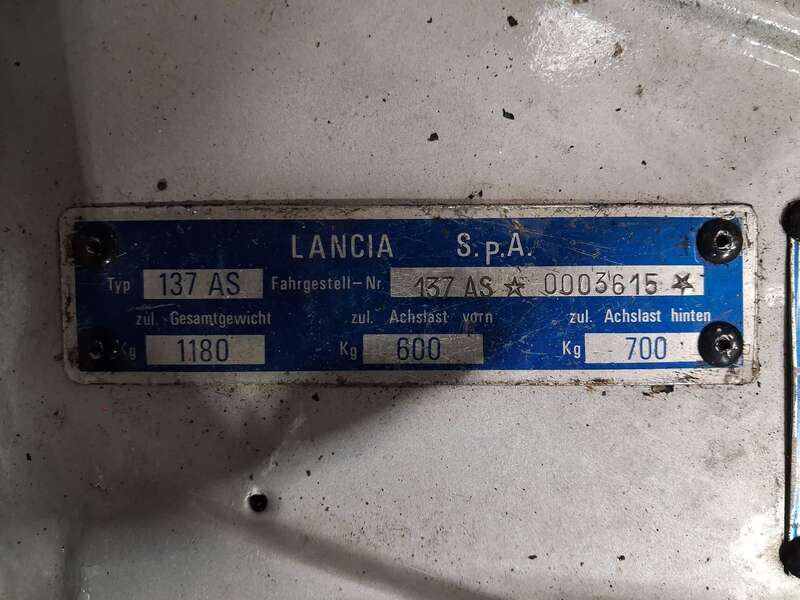 LANCIA S.p.A.
Typ 137 AS Fahrgestell-Nr. 137 AS ☆ 0003615 ☆
zul. Gesamtgewicht zul. Achslast vorn zul. Achslast hinten
Kg 1180 Kg 600 Kg 700